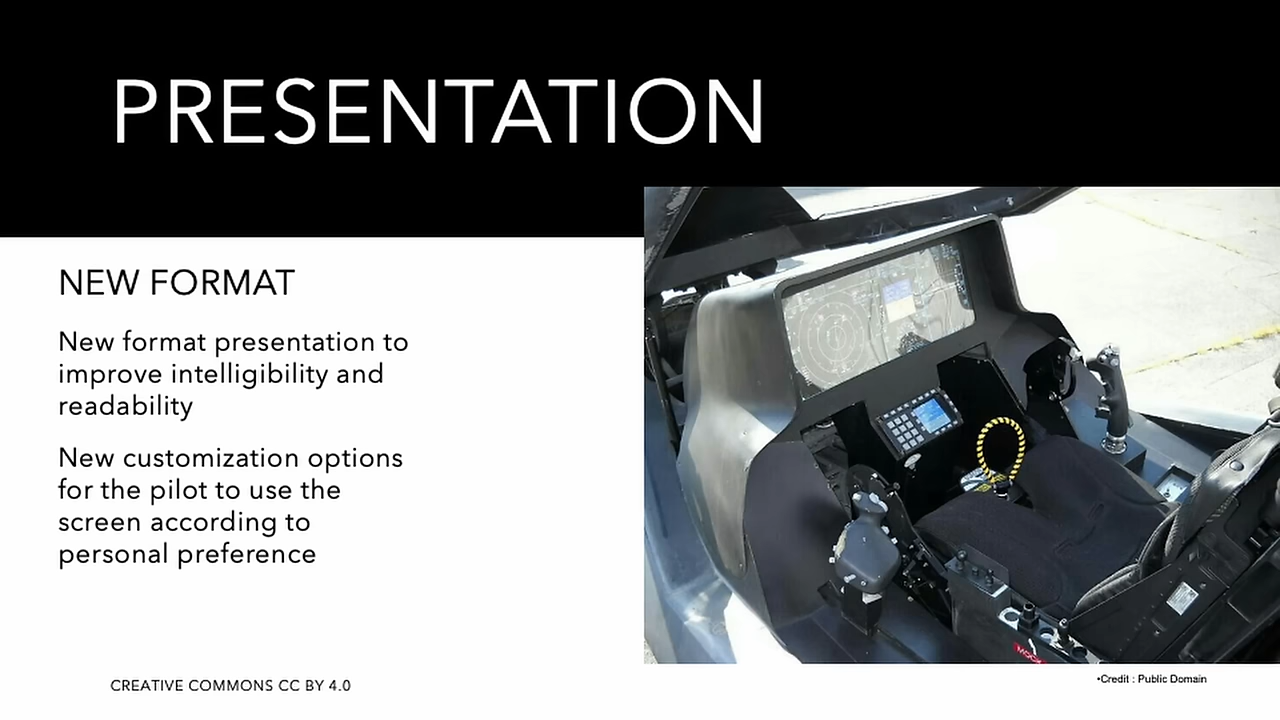 PRESENTATION
NEW FORMAT
New format presentation to
improve intelligibility and
readability
New customization options
for the pilot to use the
screen according to
personal preference
CREATIVE COMMONS CC BY 4.0
•Credit : Public Domain